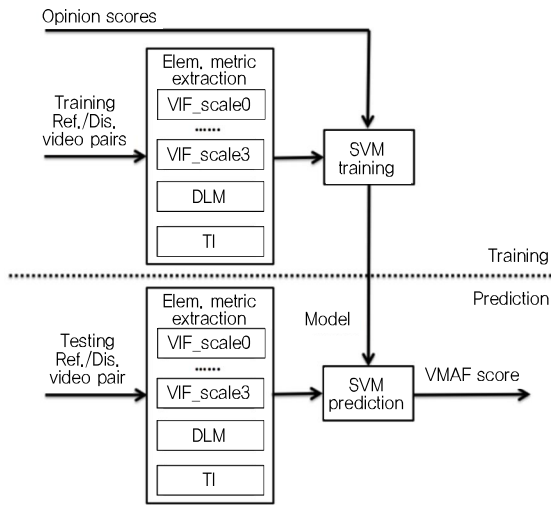 Opinion scores
Elem. metric
extraction
VIF_scale0
......
VIF_scale3
DLM
TI
Training
Ref./Dis.
video pairs
SVM
training
Training
Prediction
Elem. metric
extraction
VIF_scale0
......
VIF_scale3
DLM
TI
Testing
Ref./Dis.
video pair
Model
SVM
prediction
VMAF score